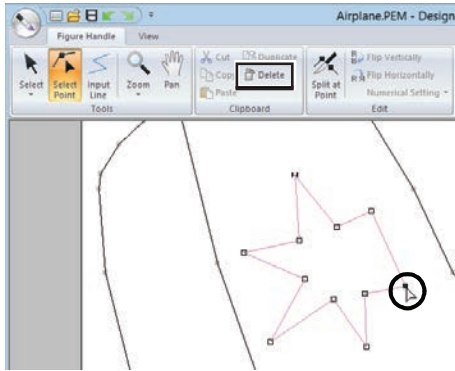 Airplane.PEM - Design
Figure Handle View
Cut Duplicate
Copy Delete
Paste
Select Select Point Input Line Zoom Pan
Split at Point
Flip Vertically
Flip Horizontally
Numerical Setting
Tools Clipboard Edit